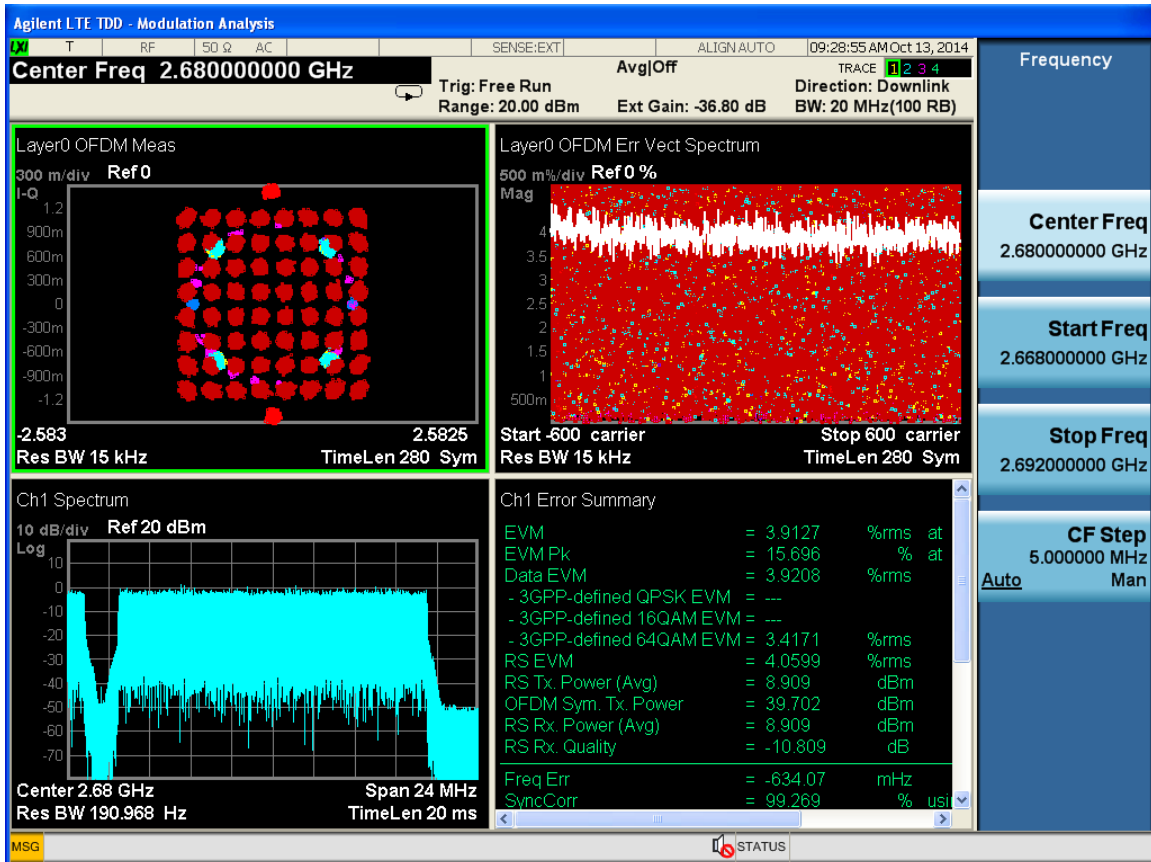 Agilent LTE TDD - Modulation Analysis
LXI T RF 50 Ω AC SENSE:EXT ALIGN AUTO 09:28:55 AM Oct 13, 2014
Center Freq 2.680000000 GHz
Avg|Off
TRACE 1 2 3 4
Trig: Free Run
Direction: Downlink
Range: 20.00 dBm Ext Gain: -36.80 dB BW: 20 MHz(100 RB)
Layer0 OFDM Meas
300 m/div Ref 0
I-Q
1.2
900m
600m
300m
0
-300m
-600m
-900m
-1.2
-2.583 2.5825
Res BW 15 kHz TimeLen 280 Sym
Layer0 OFDM Err Vect Spectrum
500 m%/div Ref 0 %
Mag
4
3.5
3
2.5
2
1.5
1
500m
Start -600 carrier Stop 600 carrier
Res BW 15 kHz TimeLen 280 Sym
Ch1 Spectrum
10 dB/div Ref 20 dBm
Log
10
0
-10
-20
-30
-40
-50
-60
-70
Center 2.68 GHz Span 24 MHz
Res BW 190.968 Hz TimeLen 20 ms
Ch1 Error Summary
EVM = 3.9127 %rms at
EVM Pk = 15.696 % at
Data EVM = 3.9208 %rms
- 3GPP-defined QPSK EVM = ---
- 3GPP-defined 16QAM EVM = ---
- 3GPP-defined 64QAM EVM = 3.4171 %rms
RS EVM = 4.0599 %rms
RS Tx. Power (Avg) = 8.909 dBm
OFDM Sym. Tx. Power = 39.702 dBm
RS Rx. Power (Avg) = 8.909 dBm
RS Rx. Quality = -10.809 dB
Freq Err = -634.07 mHz
SyncCorr = 99.269 % usi
Frequency
Center Freq
2.680000000 GHz
Start Freq
2.668000000 GHz
Stop Freq
2.692000000 GHz
CF Step
5.000000 MHz
Auto Man
MSG STATUS